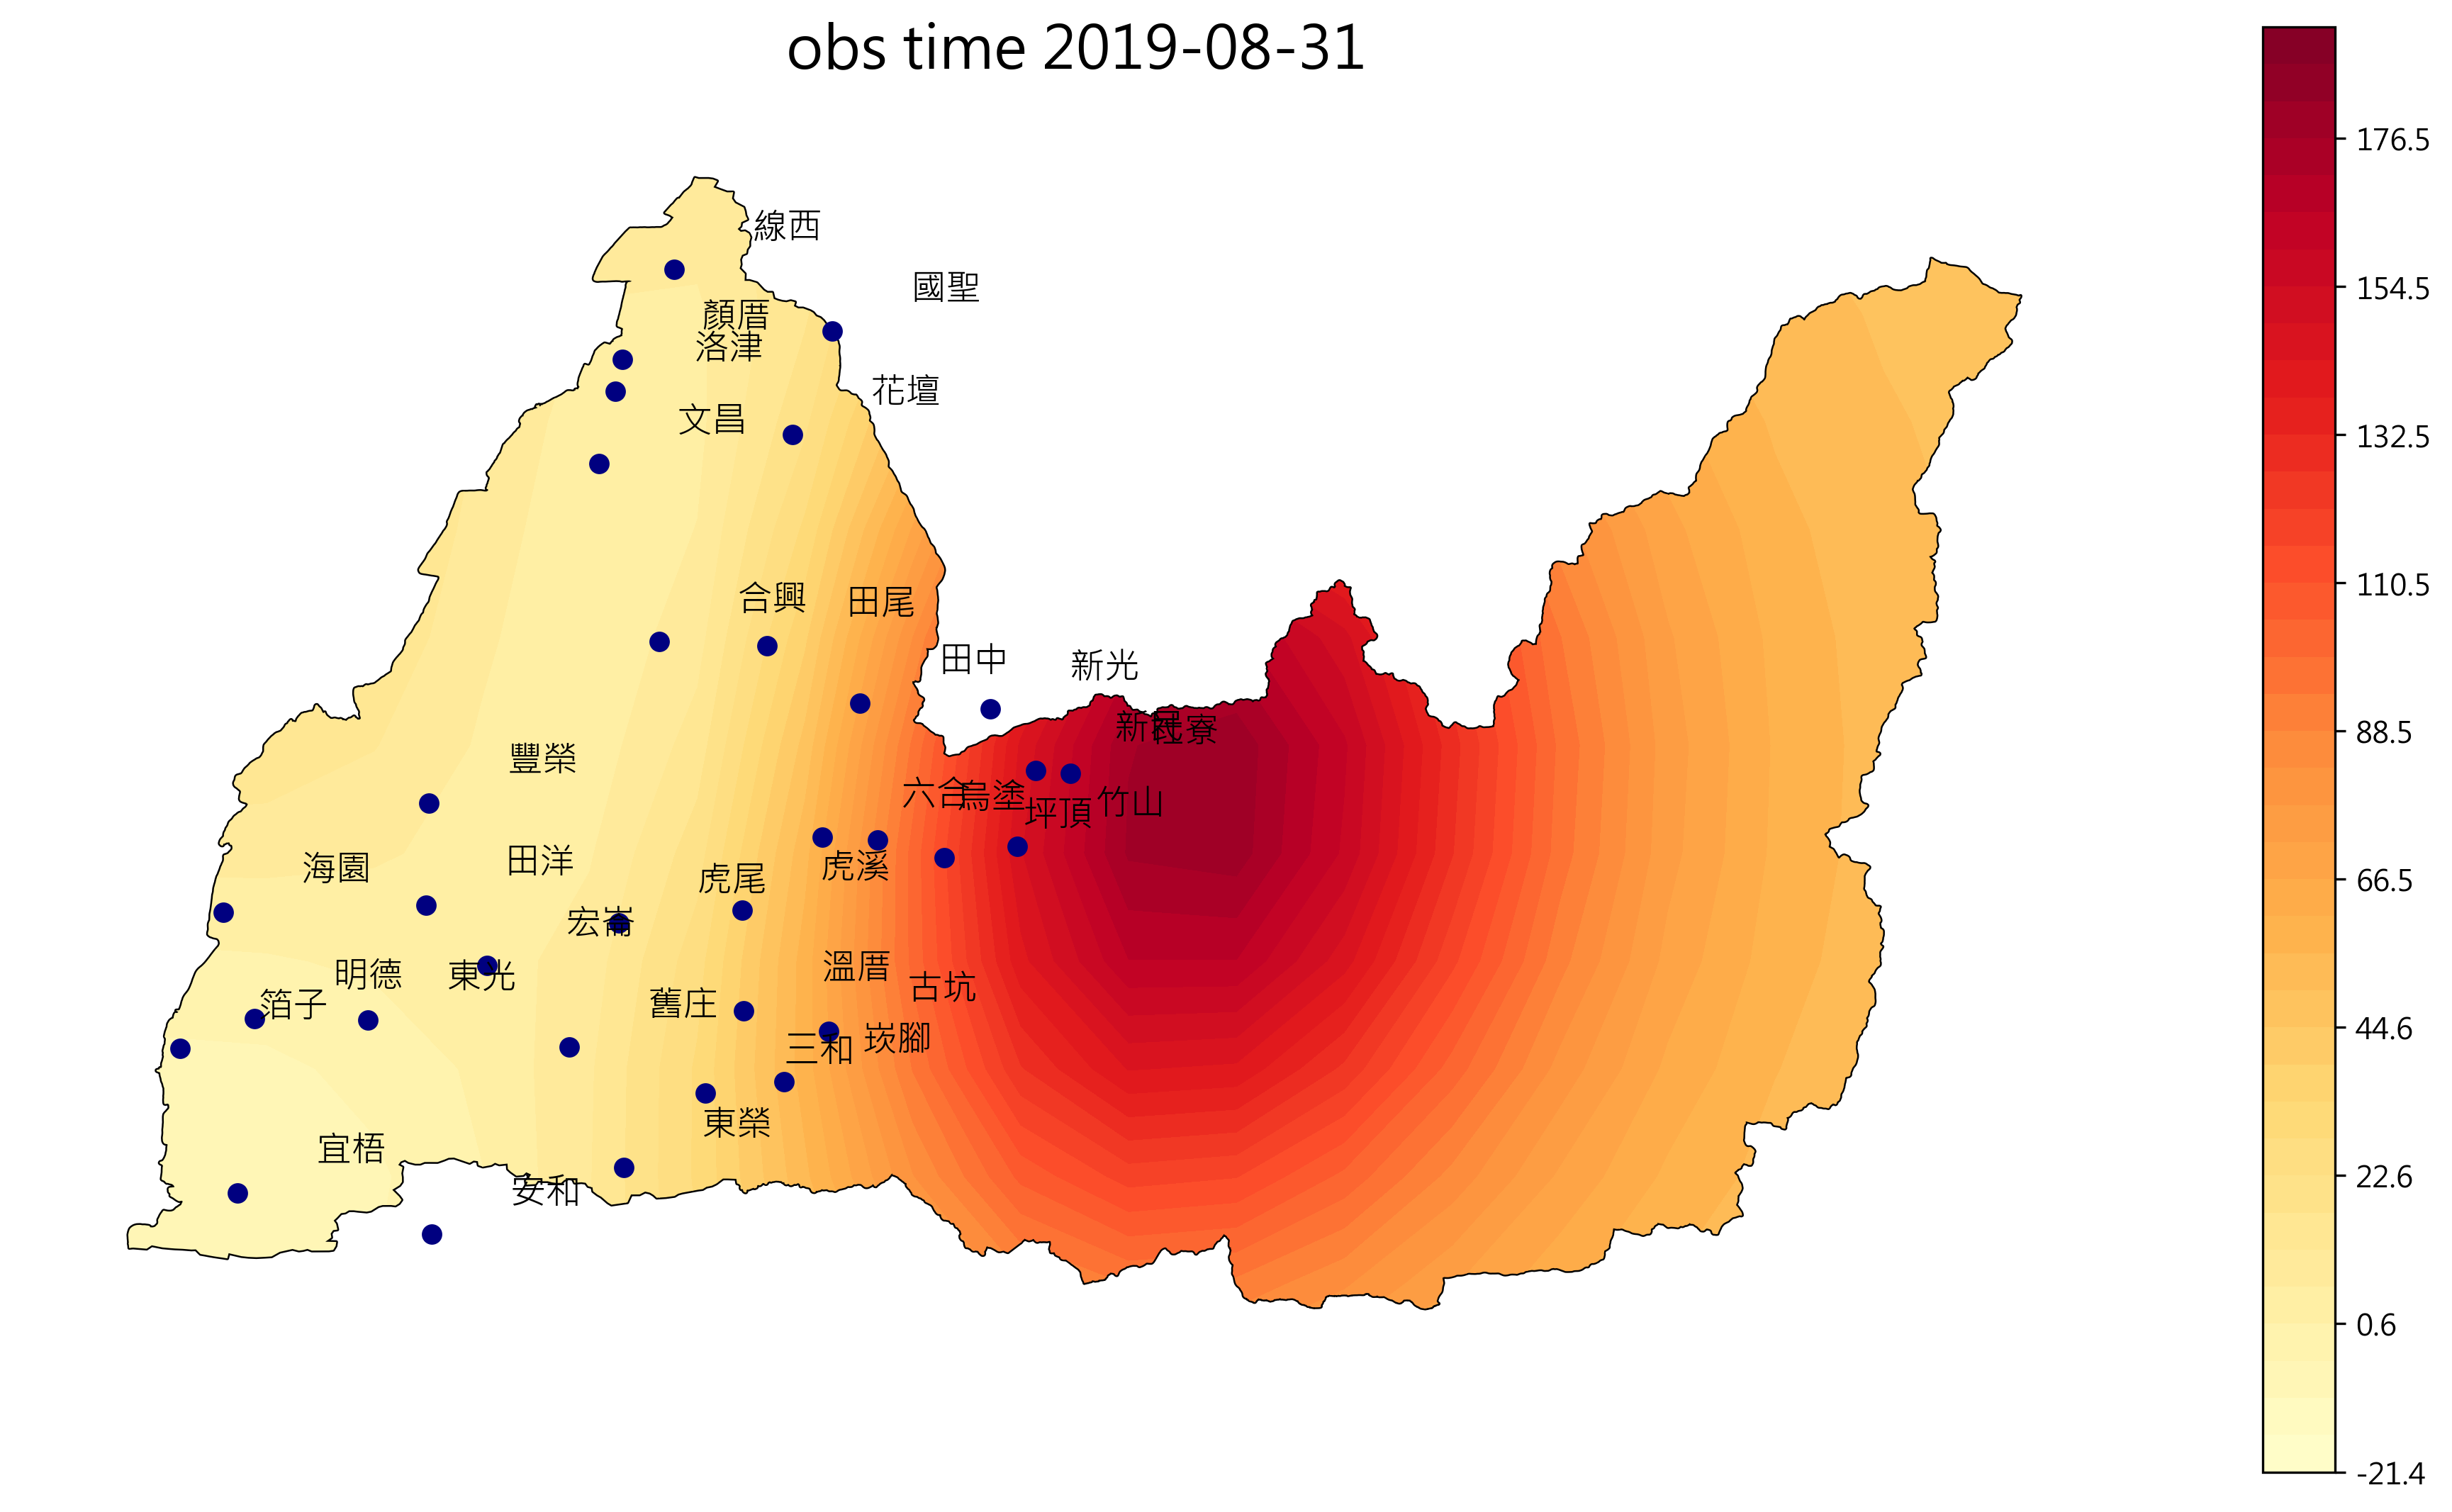 obs time 2019-08-31
線西
國聖
顏厝
洛津
花壇
文昌
合興
田尾
田中
新光
新民
社寮
豐榮
六合
烏塗
坪頂
竹山
海園
田洋
虎尾
虎溪
宏崙
明德
東光
溫厝
古坑
箔子
舊庄
三和
崁腳
東榮
宜梧
安和
176.5
154.5
132.5
110.5
88.5
66.5
44.6
22.6
0.6
-21.4